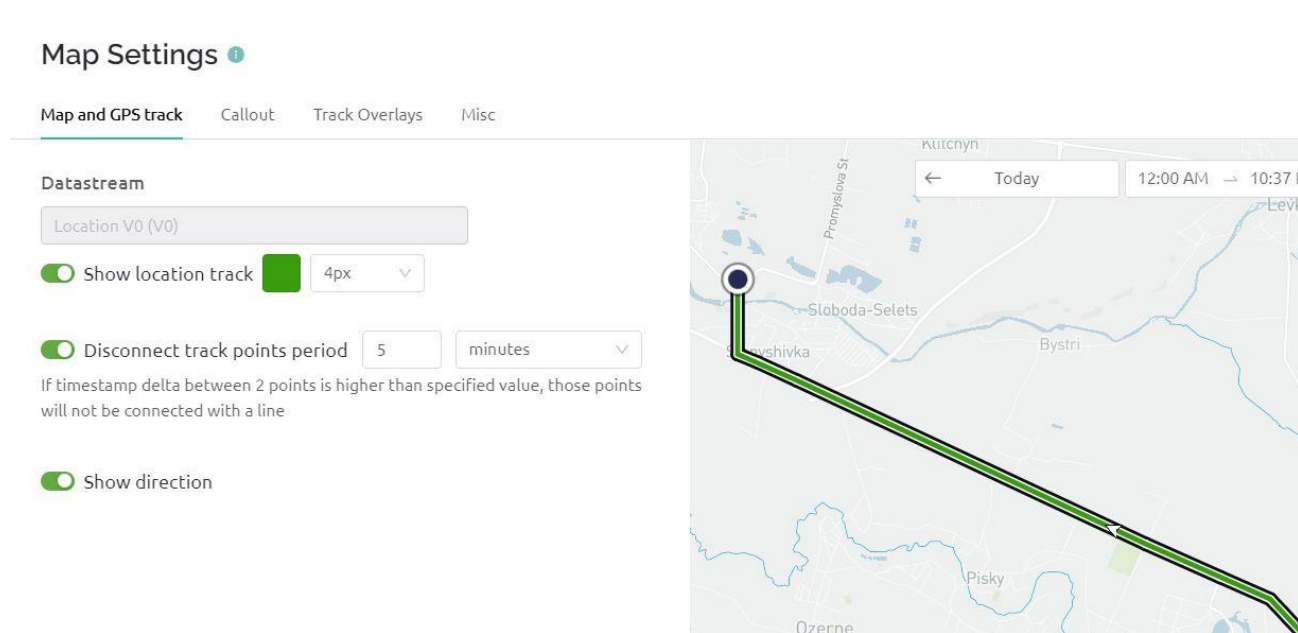 Map Settings
Map and GPS track Callout Track Overlays Misc
Datastream
Location V0 (V0)
Show location track 4px
Disconnect track points period 5 minutes
If timestamp delta between 2 points is higher than specified value, those points
will not be connected with a line
Show direction
Klitchyn
Today 12:00 AM → 10:37
Promyslova St
Sloboda-Selets
Bystri
Pisky
Ozerne